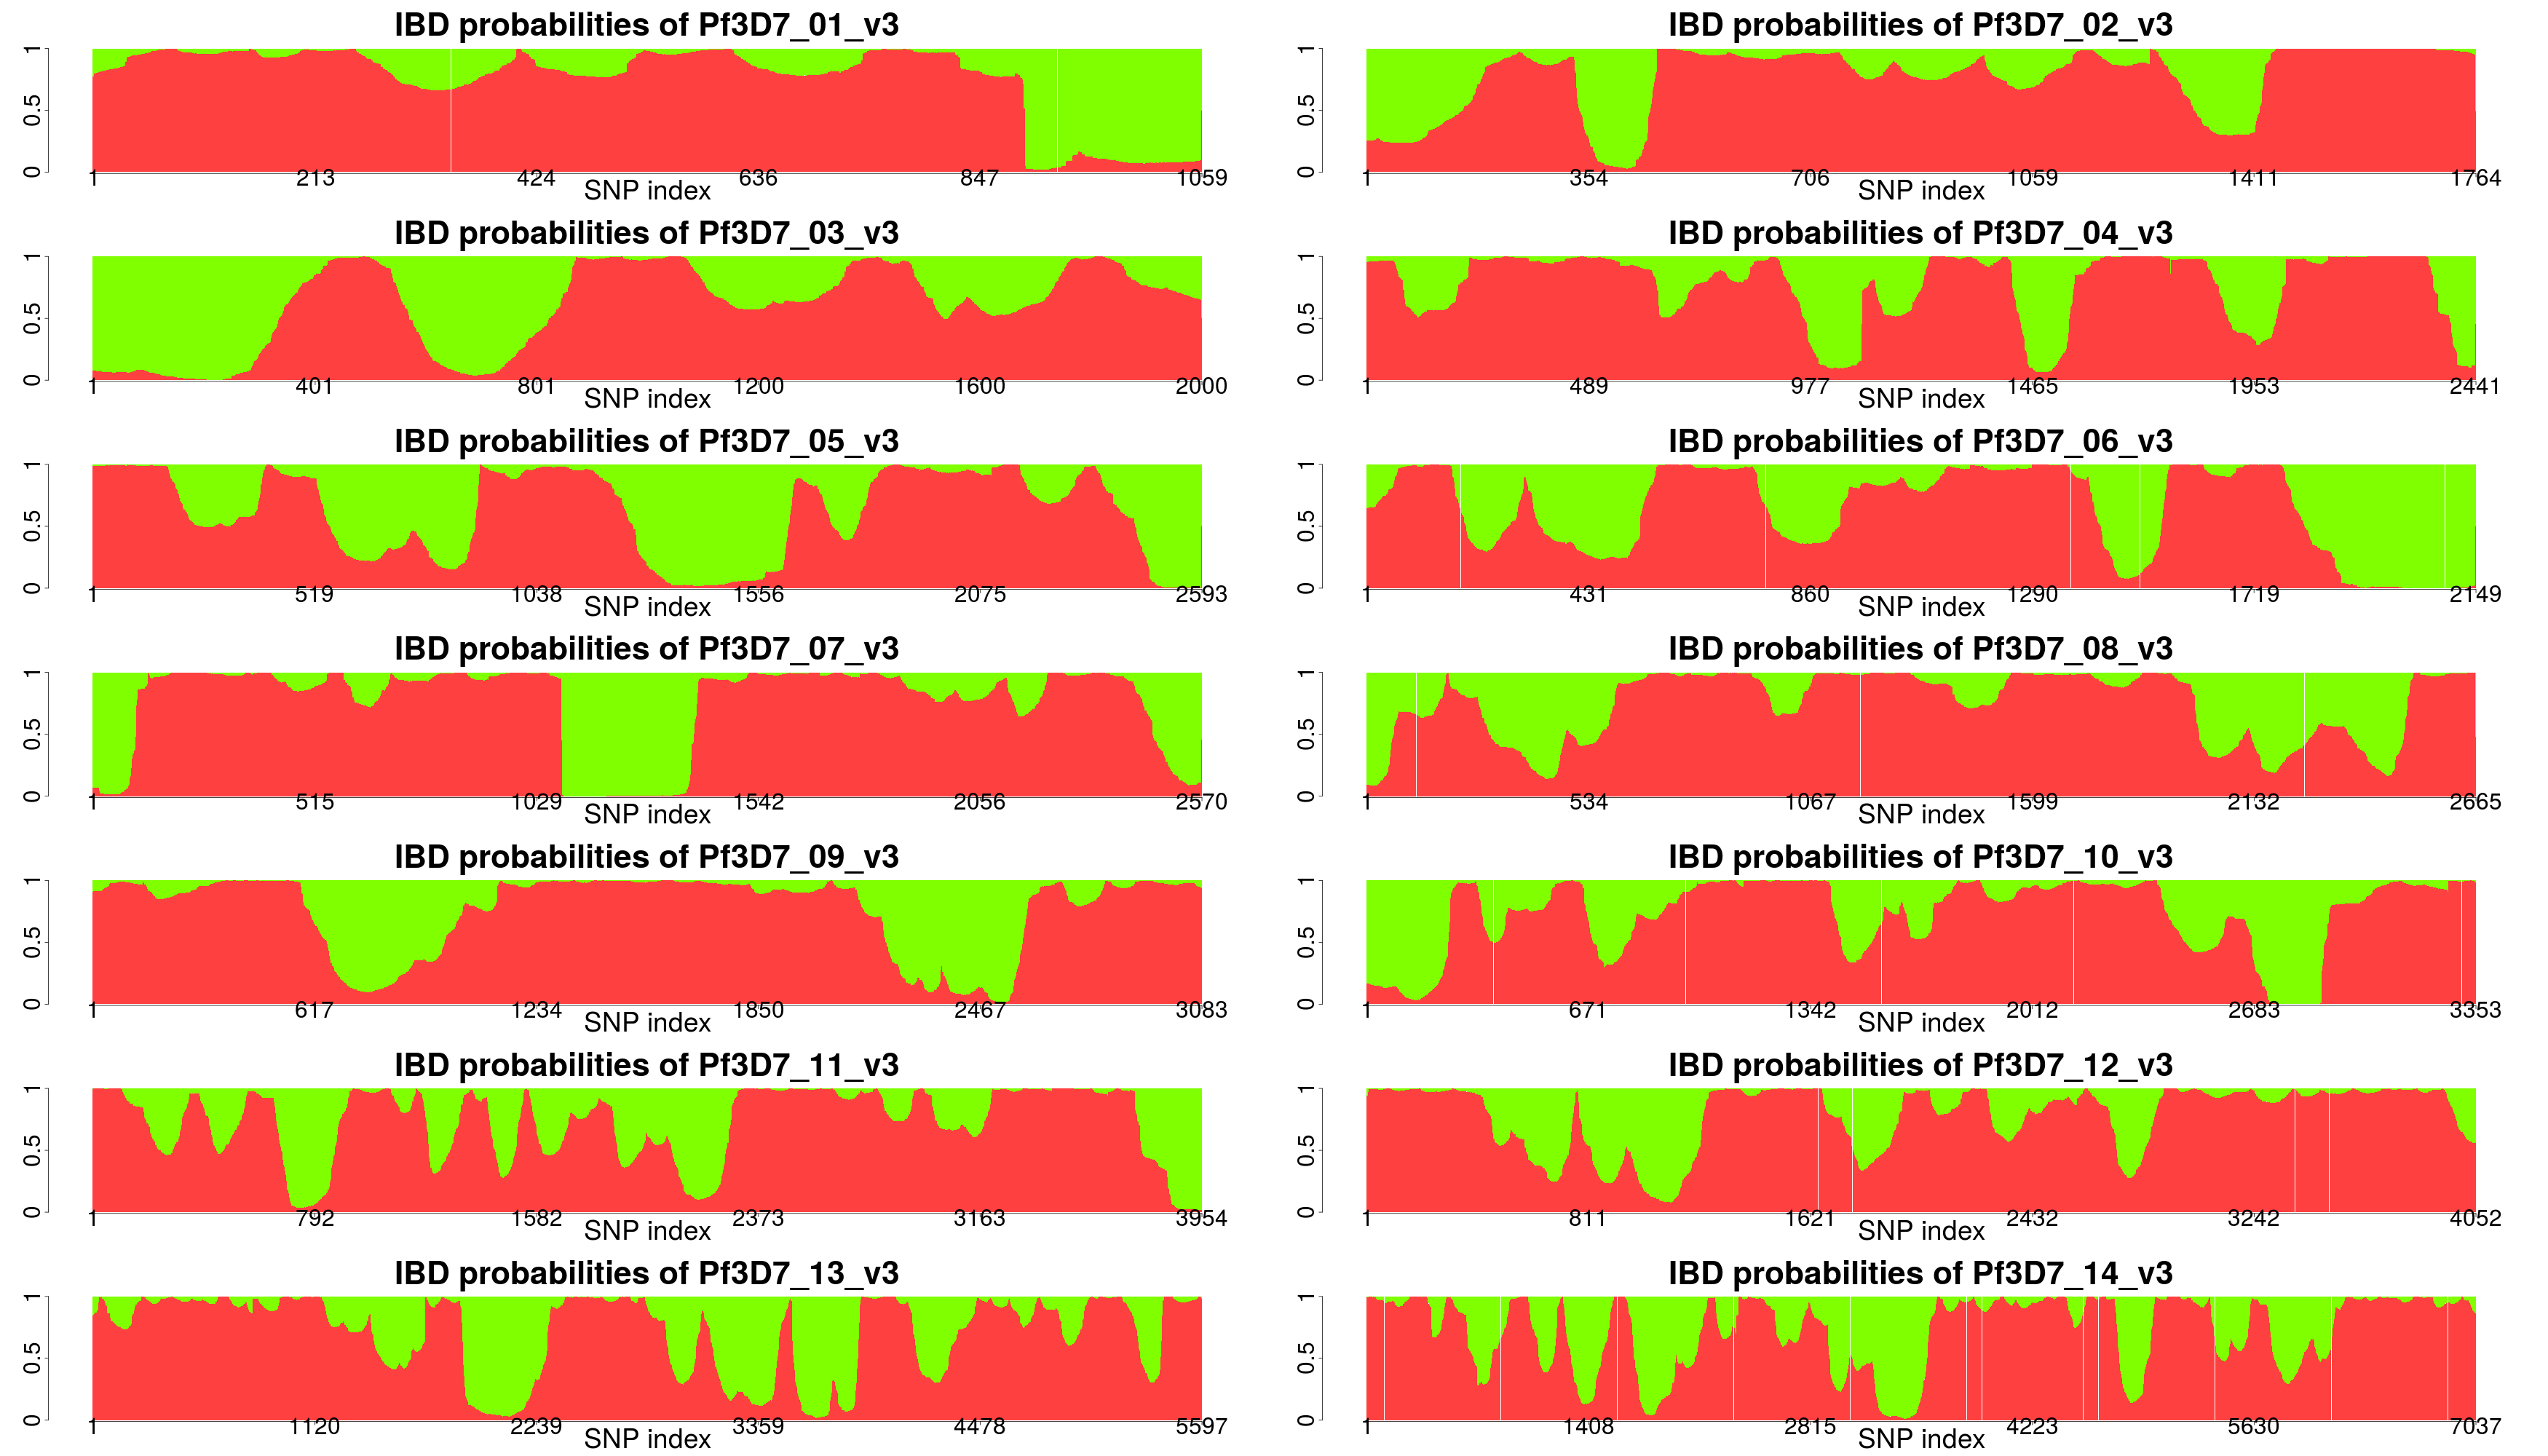 IBD probabilities of Pf3D7_01_v3
0 0.5 1
1 213 424 636 847 1059
SNP index
IBD probabilities of Pf3D7_02_v3
0 0.5 1
1 354 706 1059 1411 1764
SNP index
IBD probabilities of Pf3D7_03_v3
0 0.5 1
1 401 801 1200 1600 2000
SNP index
IBD probabilities of Pf3D7_04_v3
0 0.5 1
1 489 977 1465 1953 2441
SNP index
IBD probabilities of Pf3D7_05_v3
0 0.5 1
1 519 1038 1556 2075 2593
SNP index
IBD probabilities of Pf3D7_06_v3
0 0.5 1
1 431 860 1290 1719 2149
SNP index
IBD probabilities of Pf3D7_07_v3
0 0.5 1
1 515 1029 1542 2056 2570
SNP index
IBD probabilities of Pf3D7_08_v3
0 0.5 1
1 534 1067 1599 2132 2665
SNP index
IBD probabilities of Pf3D7_09_v3
0 0.5 1
1 617 1234 1850 2467 3083
SNP index
IBD probabilities of Pf3D7_10_v3
0 0.5 1
1 671 1342 2012 2683 3353
SNP index
IBD probabilities of Pf3D7_11_v3
0 0.5 1
1 792 1582 2373 3163 3954
SNP index
IBD probabilities of Pf3D7_12_v3
0 0.5 1
1 811 1621 2432 3242 4052
SNP index
IBD probabilities of Pf3D7_13_v3
0 0.5 1
1 1120 2239 3359 4478 5597
SNP index
IBD probabilities of Pf3D7_14_v3
0 0.5 1
1 1408 2815 4223 5630 7037
SNP index